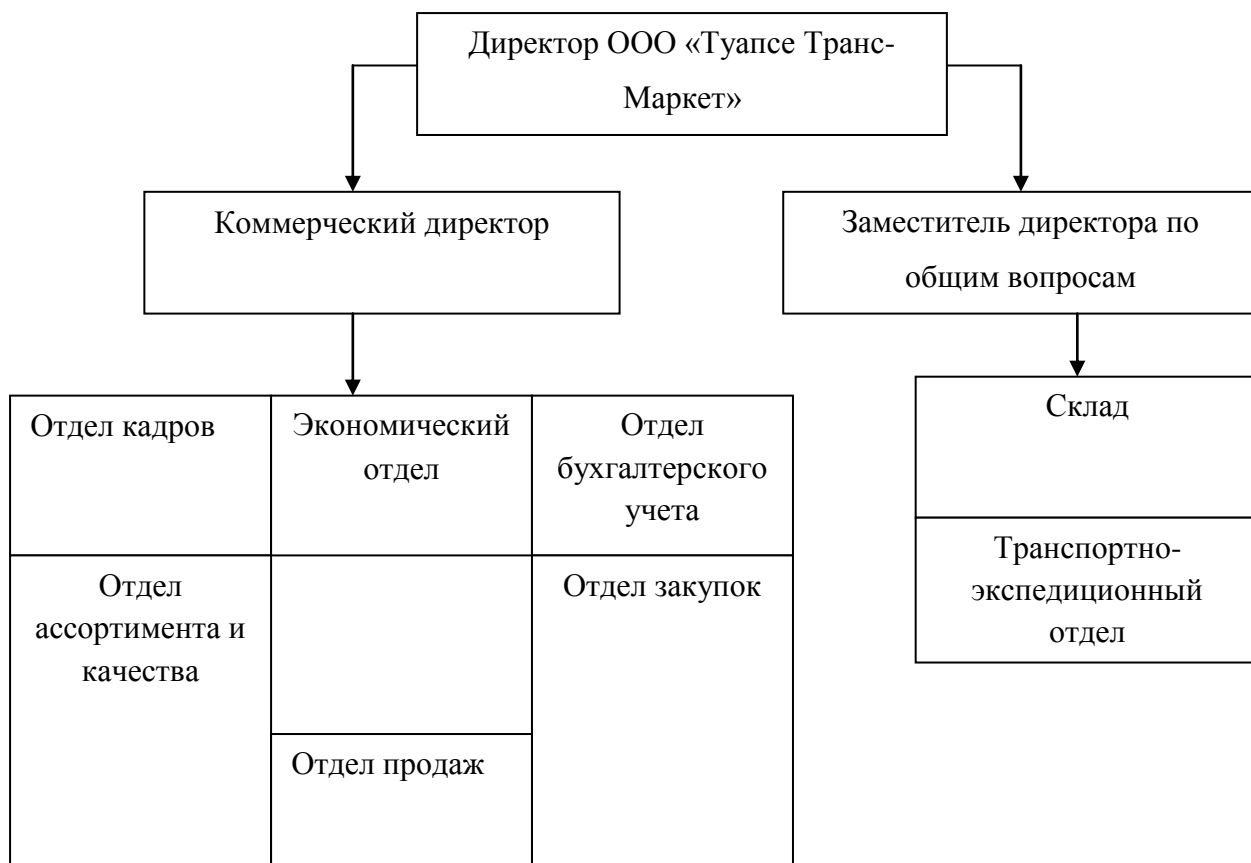 Директор ООО «Туапсе Транс-
Маркет»
Коммерческий директор
Заместитель директора по
общим вопросам
Отдел кадров
Экономический
отдел
Отдел
бухгалтерского
учета
Склад
Транспортно-
экспедиционный
отдел
Отдел
ассортимента и
качества
Отдел закупок
Отдел продаж